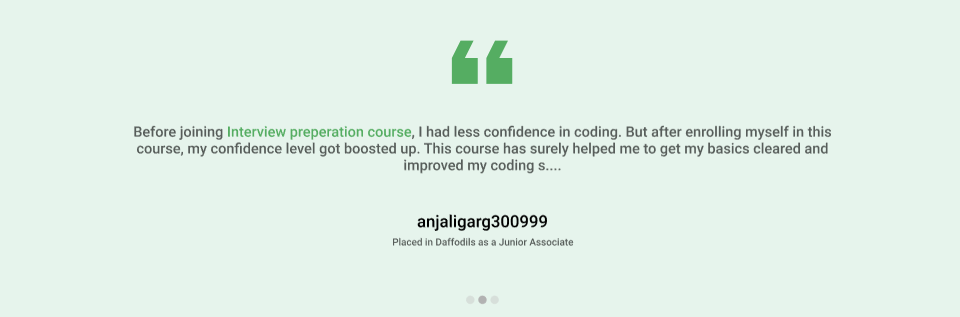 ❝
Before joining Interview preperation course, I had less confidence in coding. But after enrolling myself in this
course, my confidence level got boosted up. This course has surely helped me to get my basics cleared and
improved my coding s....
anjaligarg300999
Placed in Daffodils as a Junior Associate